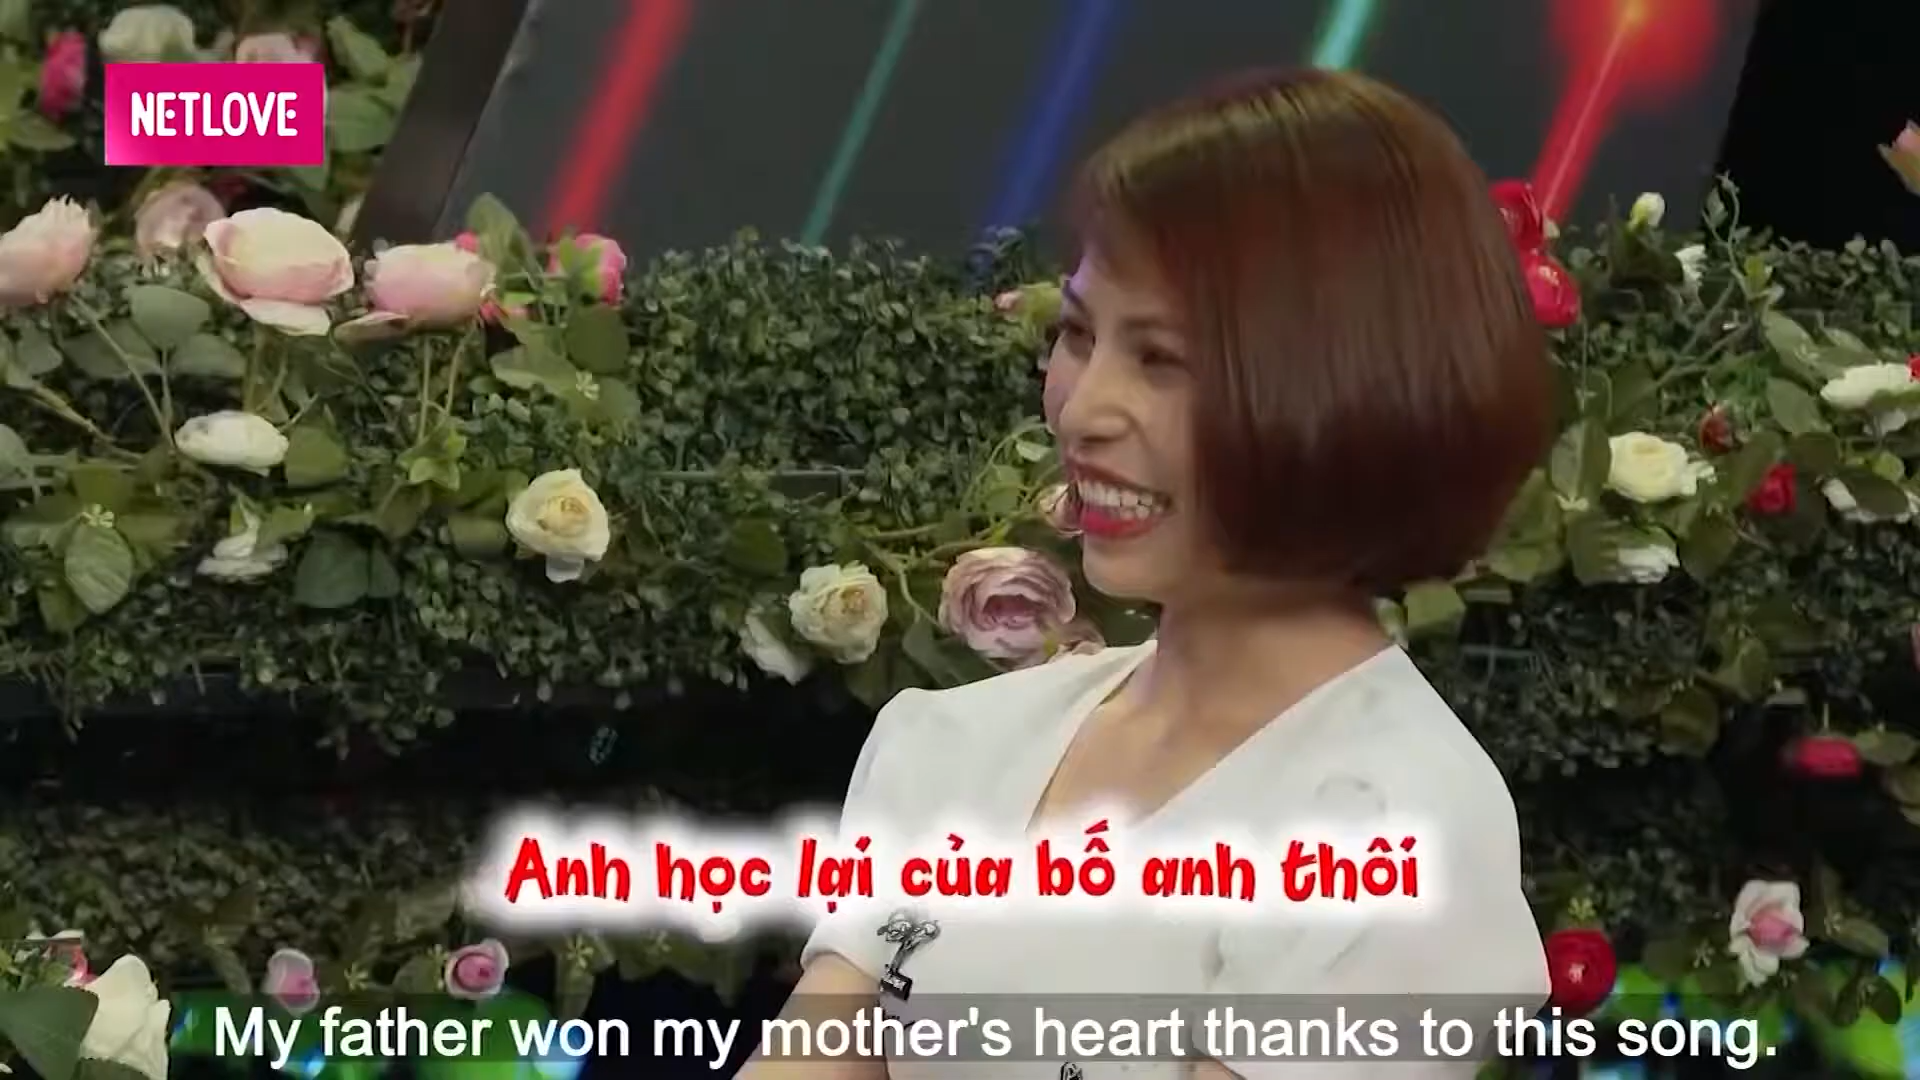 NETLOVE
Anh học lại của bố anh thôi
My father won my mother's heart thanks to this song.